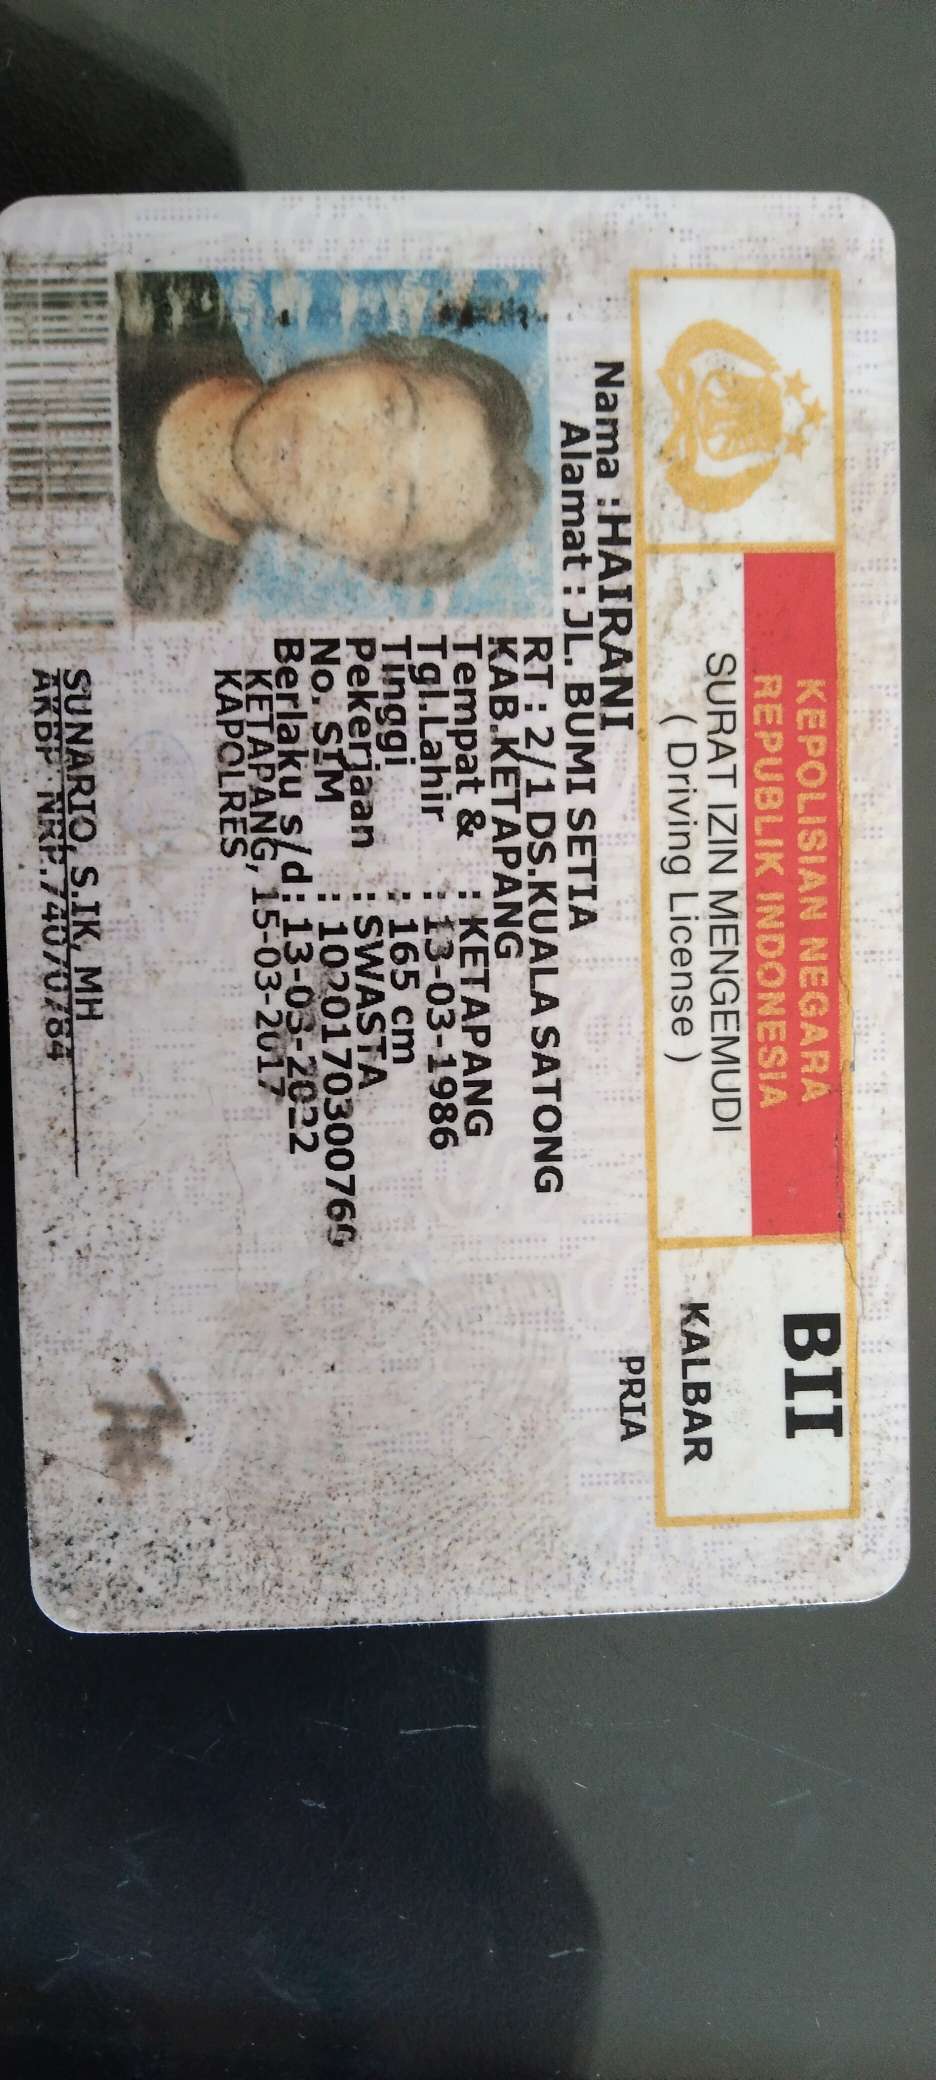 KEPOLISIAN NEGARA
REPUBLIK INDONESIA
BII
SURAT IZIN MENGEMUDI
( Driving License )
KALBAR
Nama : HAIRANI
PRIA
Alamat : JL. BUMI SETIA
RT : 2/1 DS.KUALA SATONG
KAB.KETAPANG
Tempat & : KETAPANG
Tgl.Lahir : 13-03-1986
Tinggi : 165 cm
Pekerjaan : SWASTA
No. SIM :
Berlaku s/d : 13-03-2022
KETAPANG, 15-03-2017
KAPOLRES
SUNARIO, S.IK, MH
AKBP NRP.74070784